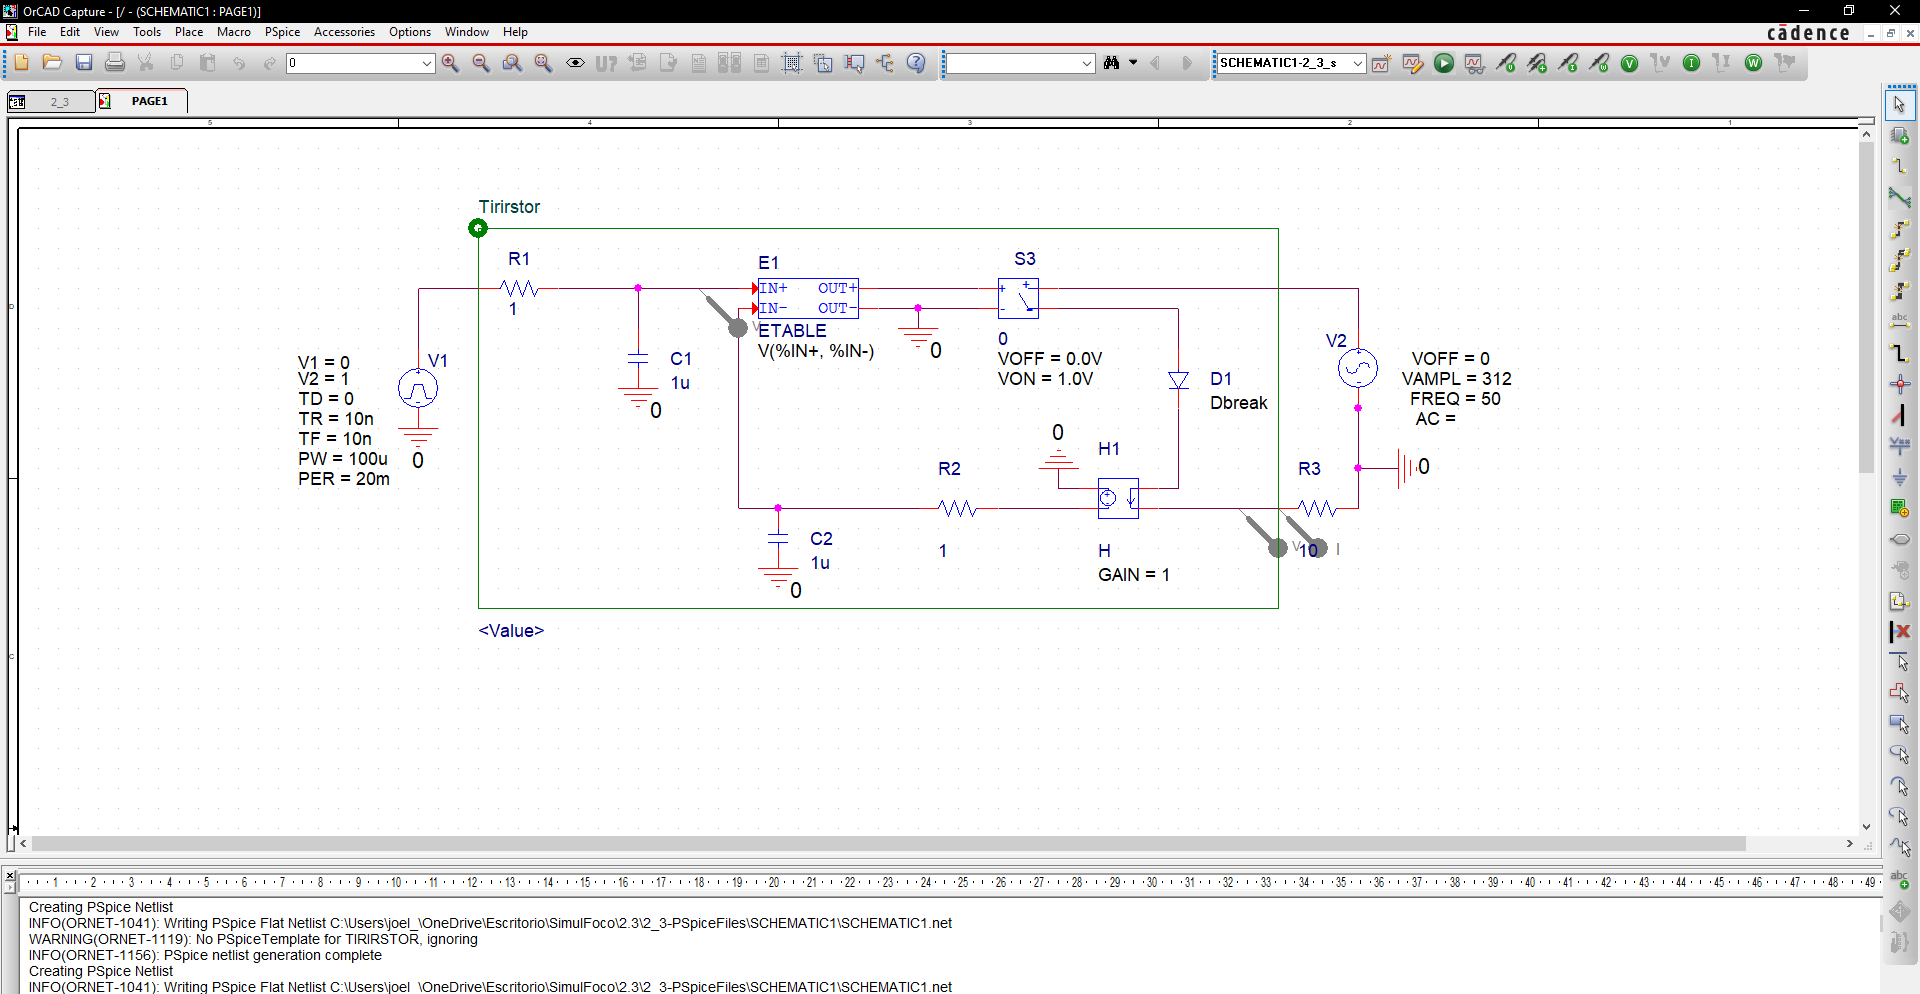 OrCAD Capture - [/ - (SCHEMATIC1 : PAGE1)]
File Edit View Tools Place Macro PSpice Accessories Options Window Help
cādence
0
U?
SCHEMATIC1-2_3_s
V
I
W
2_3
PAGE1
5 4 3 2 1
Tirirstor
R1
1
E1
IN+ OUT+
IN- OUT-
ETABLE
V(%IN+, %IN-)
0
S3
0
VOFF = 0.0V
VON = 1.0V
V2
VOFF = 0
VAMPL = 312
FREQ = 50
AC =
V1 = 0
V2 = 1
TD = 0
TR = 10n
TF = 10n
PW = 100u
PER = 20m
V1
0
C1
1u
0
V
D1
Dbreak
0
H1
R2
1
R3
10
0
C2
1u
0
H
GAIN = 1
V
I
<Value>
D
C
abc
abc
1 2 3 4 5 6 7 8 9 10 11 12 13 14 15 16 17 18 19 20 21 22 23 24 25 26 27 28 29 30 31 32 33 34 35 36 37 38 39 40 41 42 43 44 45 46 47 48 49
Creating PSpice Netlist
INFO(ORNET-1041): Writing PSpice Flat Netlist C:\Users\joel_\OneDrive\Escritorio\SimulFoco\2.3\2_3-PSpiceFiles\SCHEMATIC1\SCHEMATIC1.net
WARNING(ORNET-1119): No PSpiceTemplate for TIRIRSTOR, ignoring
INFO(ORNET-1156): PSpice netlist generation complete
Creating PSpice Netlist
INFO(ORNET-1041): Writing PSpice Flat Netlist C:\Users\joel_\OneDrive\Escritorio\SimulFoco\2.3\2_3-PSpiceFiles\SCHEMATIC1\SCHEMATIC1.net